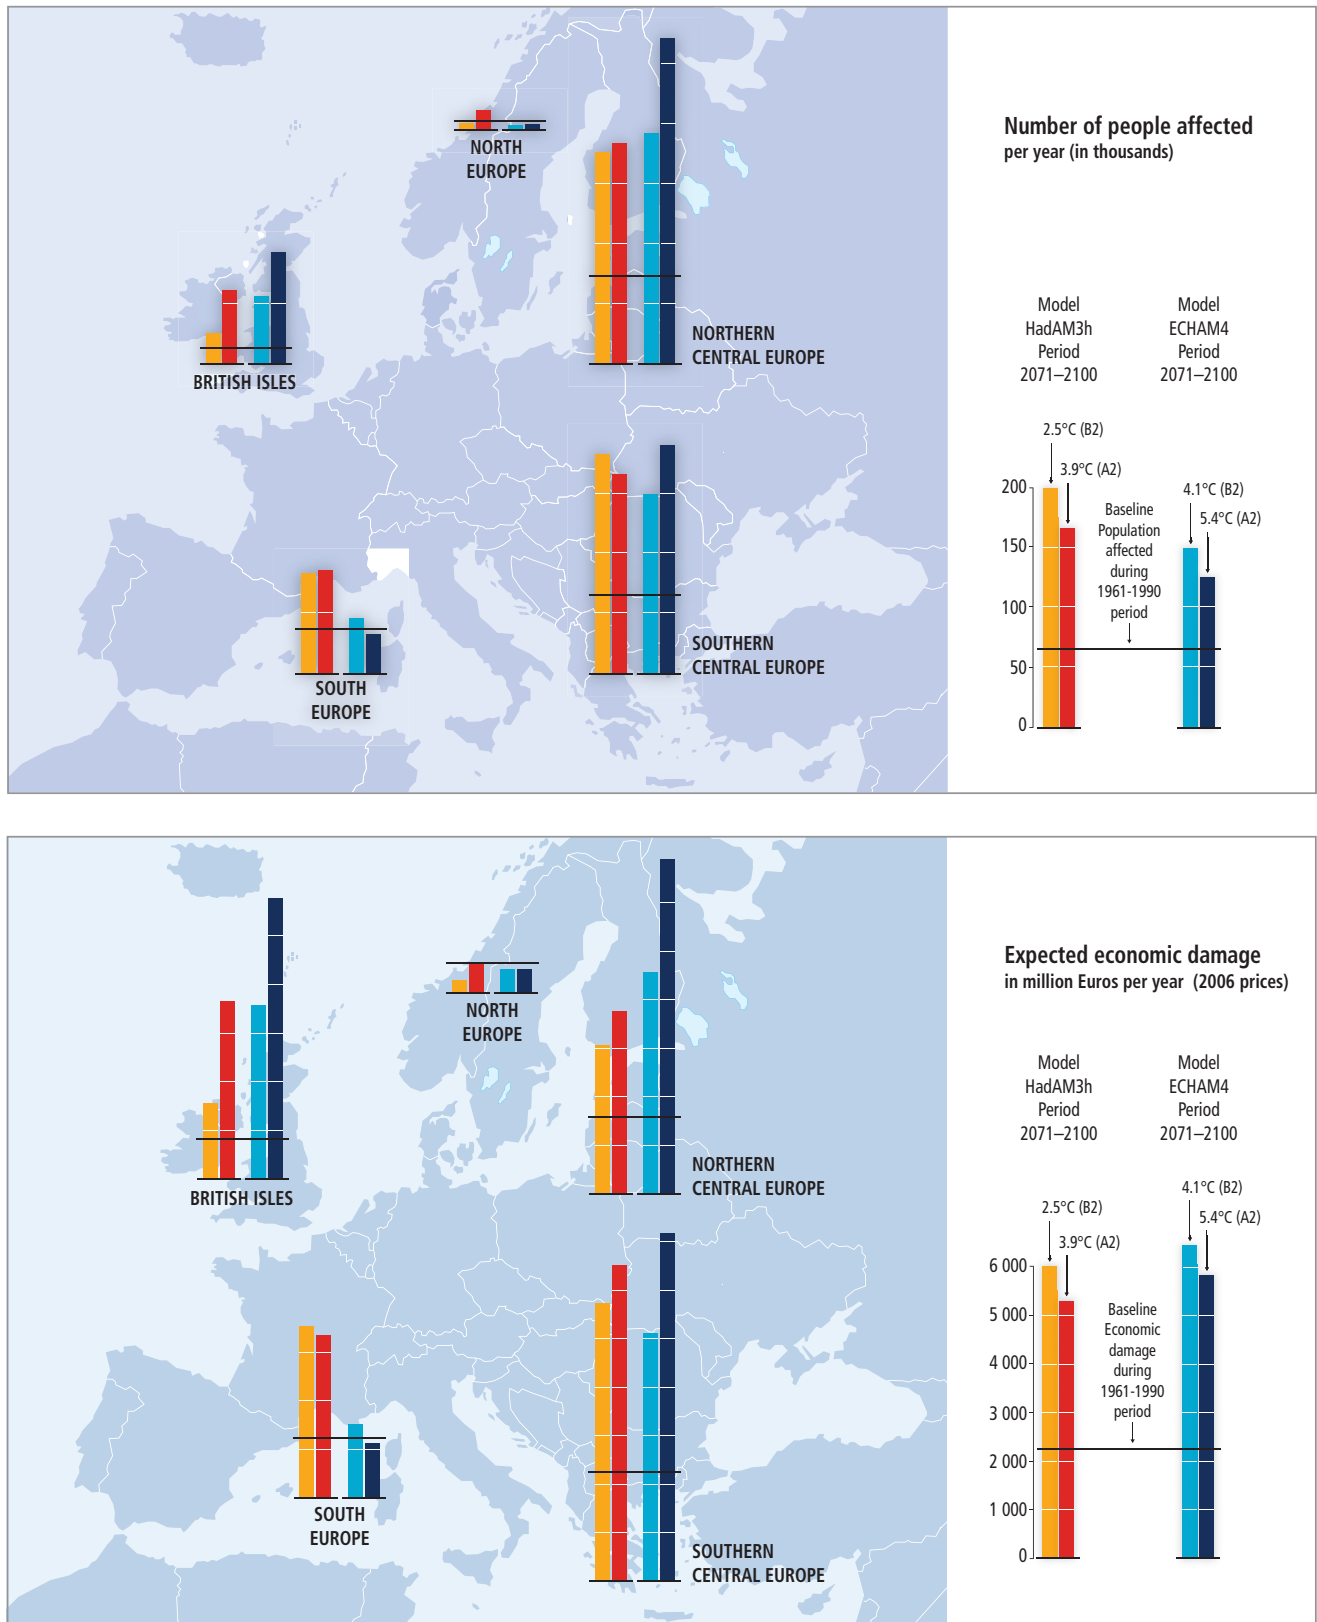 NORTH
EUROPE
BRITISH ISLES
NORTHERN
CENTRAL EUROPE
SOUTHERN
CENTRAL EUROPE
SOUTH
EUROPE
Number of people affected
per year (in thousands)
Model
HadAM3h
Period
2071–2100
Model
ECHAM4
Period
2071–2100
2.5°C (B2)
3.9°C (A2)
4.1°C (B2)
5.4°C (A2)
Baseline
Population
affected
during
1961-1990
period
200
150
100
50
0
NORTH
EUROPE
BRITISH ISLES
NORTHERN
CENTRAL EUROPE
SOUTH
EUROPE
SOUTHERN
CENTRAL EUROPE
Expected economic damage
in million Euros per year (2006 prices)
Model
HadAM3h
Period
2071–2100
Model
ECHAM4
Period
2071–2100
2.5°C (B2)
3.9°C (A2)
4.1°C (B2)
5.4°C (A2)
Baseline
Economic
damage
during
1961-1990
period
6 000
5 000
4 000
3 000
2 000
1 000
0